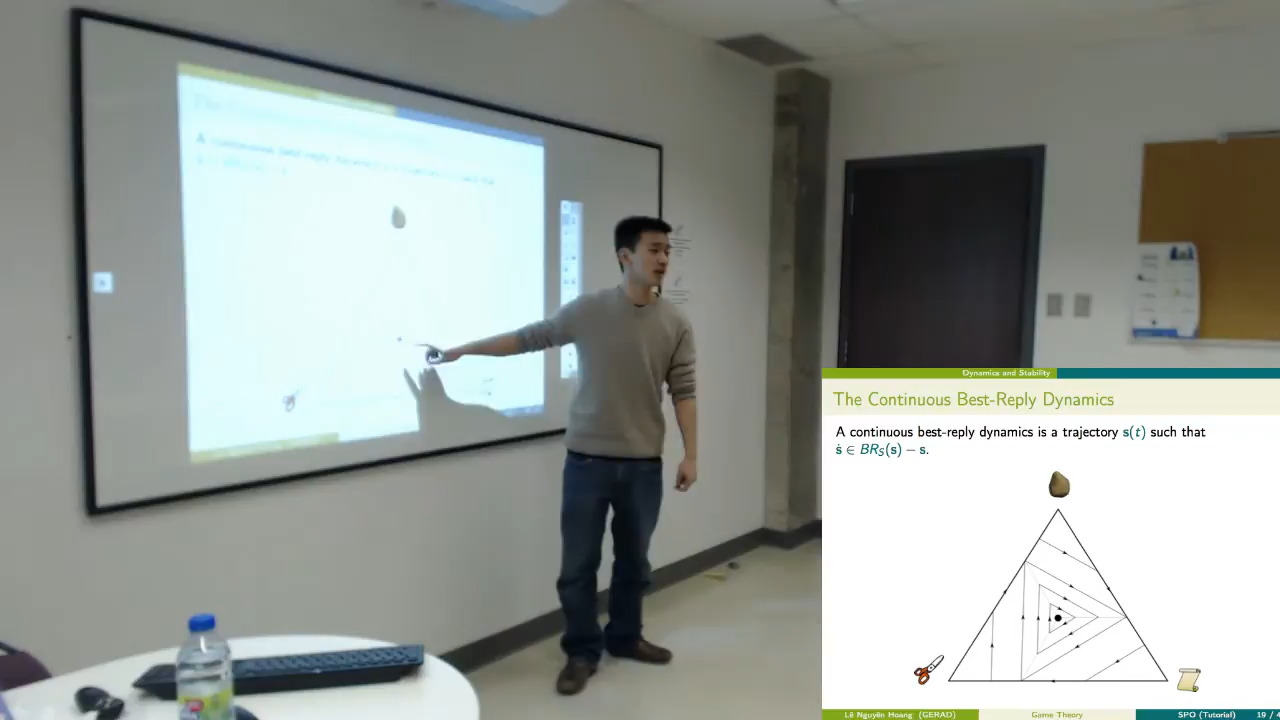 Dynamics and Stability
The Continuous Best-Reply Dynamics
A continuous best-reply dynamics is a trajectory s(t) such that
ṡ ∈ BR_S(s) − s.
Lê Nguyên Hoang (GERAD)
Game Theory
SPO (Tutorial)
19 /